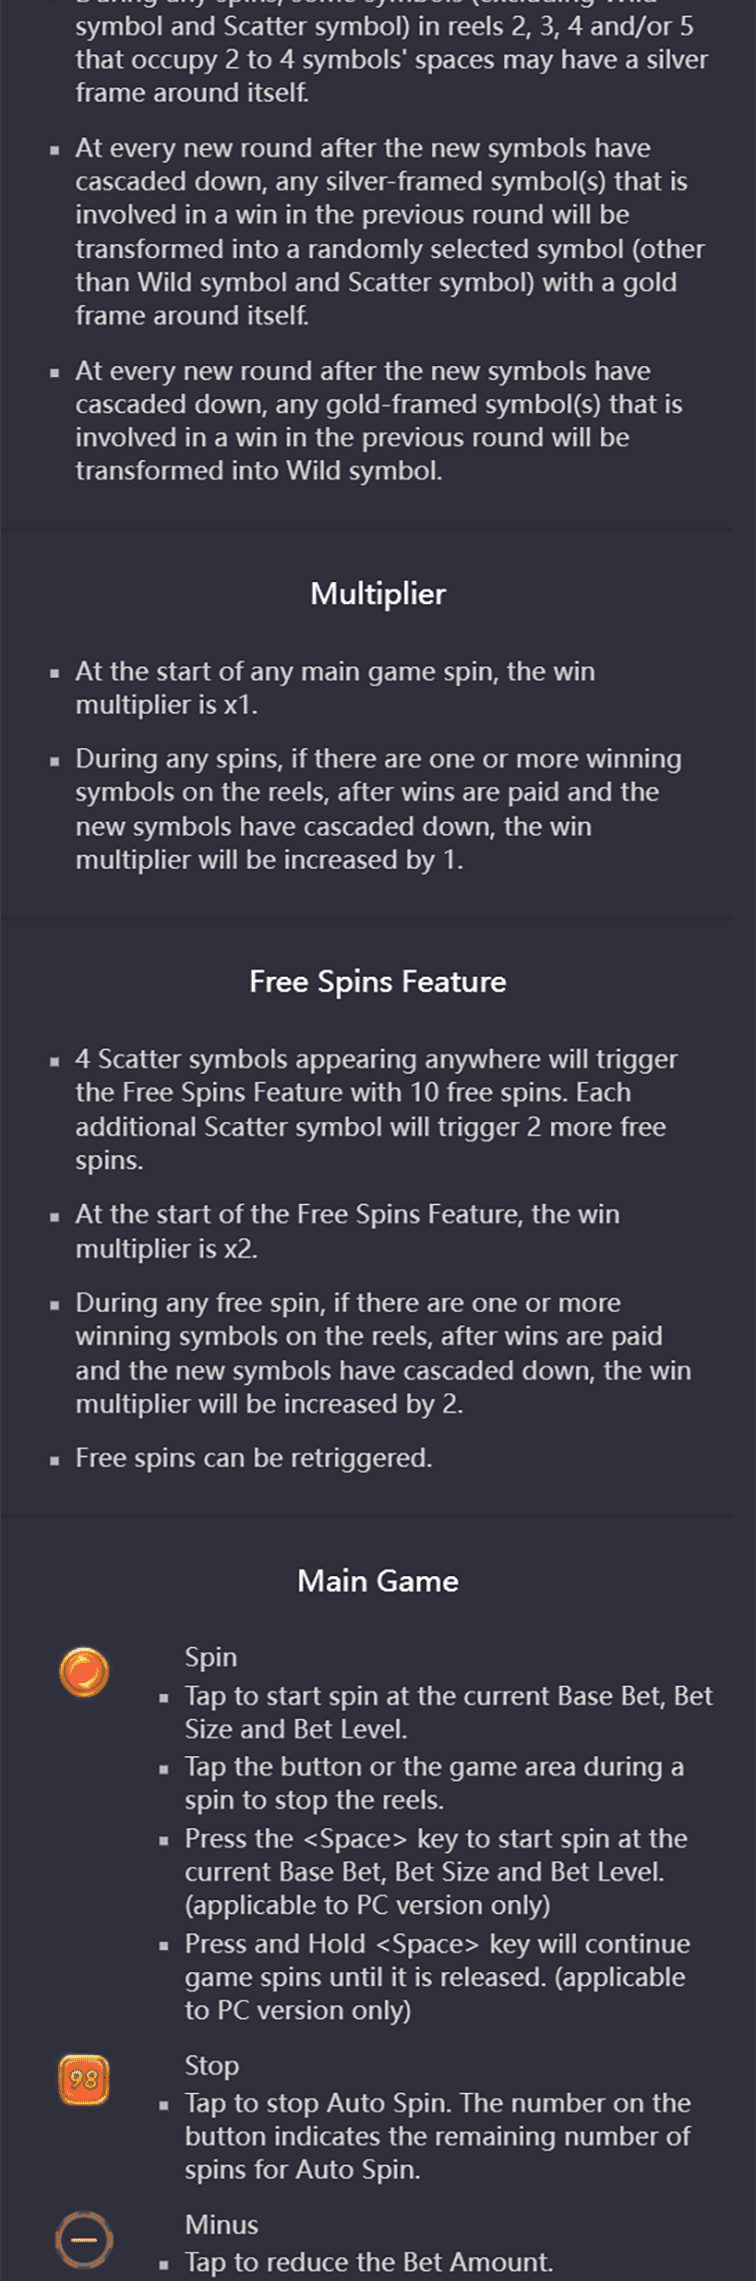 During any spins, some symbols (excluding Wild
symbol and Scatter symbol) in reels 2, 3, 4 and/or 5
that occupy 2 to 4 symbols' spaces may have a silver
frame around itself.
▪ At every new round after the new symbols have
cascaded down, any silver-framed symbol(s) that is
involved in a win in the previous round will be
transformed into a randomly selected symbol (other
than Wild symbol and Scatter symbol) with a gold
frame around itself.
▪ At every new round after the new symbols have
cascaded down, any gold-framed symbol(s) that is
involved in a win in the previous round will be
transformed into Wild symbol.
Multiplier
▪ At the start of any main game spin, the win
multiplier is x1.
▪ During any spins, if there are one or more winning
symbols on the reels, after wins are paid and the
new symbols have cascaded down, the win
multiplier will be increased by 1.
Free Spins Feature
▪ 4 Scatter symbols appearing anywhere will trigger
the Free Spins Feature with 10 free spins. Each
additional Scatter symbol will trigger 2 more free
spins.
▪ At the start of the Free Spins Feature, the win
multiplier is x2.
▪ During any free spin, if there are one or more
winning symbols on the reels, after wins are paid
and the new symbols have cascaded down, the win
multiplier will be increased by 2.
▪ Free spins can be retriggered.
Main Game
Spin
▪ Tap to start spin at the current Base Bet, Bet
Size and Bet Level.
▪ Tap the button or the game area during a
spin to stop the reels.
▪ Press the <Space> key to start spin at the
current Base Bet, Bet Size and Bet Level.
(applicable to PC version only)
▪ Press and Hold <Space> key will continue
game spins until it is released. (applicable
to PC version only)
98
Stop
▪ Tap to stop Auto Spin. The number on the
button indicates the remaining number of
spins for Auto Spin.
Minus
▪ Tap to reduce the Bet Amount.